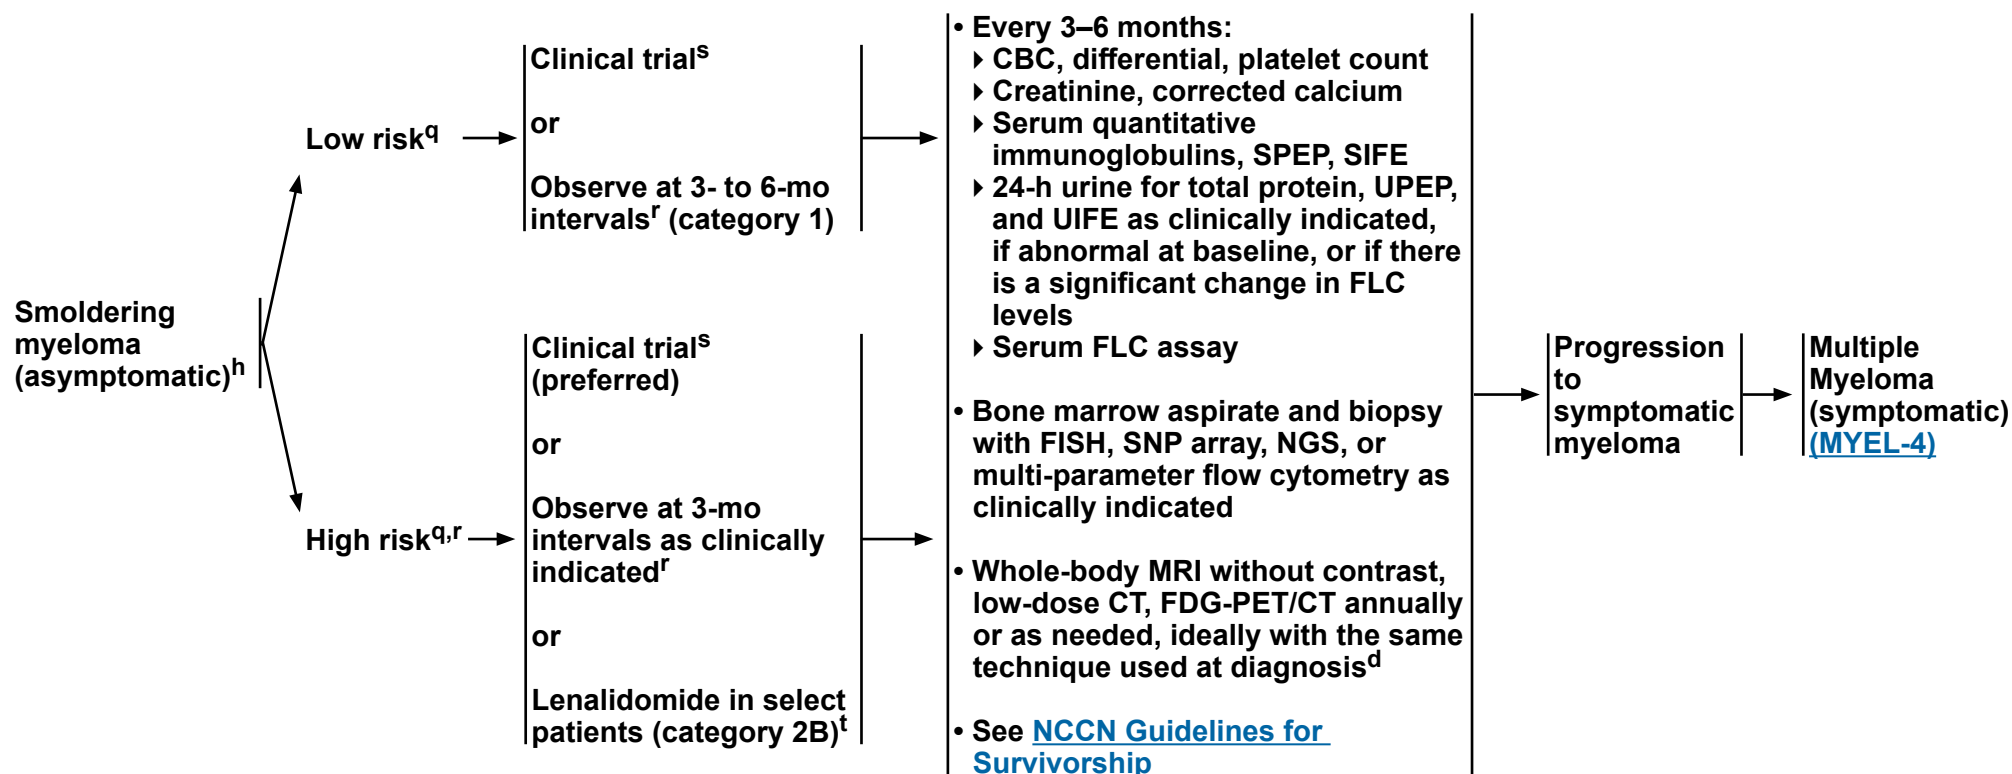 Smoldering
myeloma
(asymptomatic)h
Low riskq
Clinical trials
or
Observe at 3- to 6-mo
intervalsr (category 1)
High riskq,r
Clinical trials
(preferred)
or
Observe at 3-mo
intervals as clinically
indicatedr
or
Lenalidomide in select
patients (category 2B)t
• Every 3–6 months:
CBC, differential, platelet count
Creatinine, corrected calcium
Serum quantitative
immunoglobulins, SPEP, SIFE
24-h urine for total protein, UPEP,
and UIFE as clinically indicated,
if abnormal at baseline, or if there
is a significant change in FLC
levels
Serum FLC assay
• Bone marrow aspirate and biopsy
with FISH, SNP array, NGS, or
multi-parameter flow cytometry as
clinically indicated
• Whole-body MRI without contrast,
low-dose CT, FDG-PET/CT annually
or as needed, ideally with the same
technique used at diagnosisd
• See NCCN Guidelines for
Survivorship
Progression
to
symptomatic
myeloma
Multiple
Myeloma
(symptomatic)
(MYEL-4)